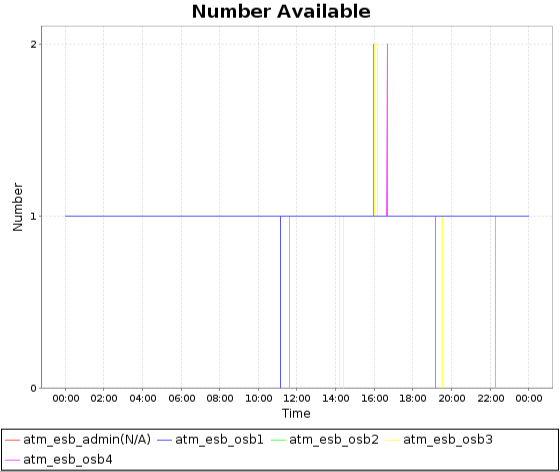 Number Available
2
1
0
Number
00:00 02:00 04:00 06:00 08:00 10:00 12:00 14:00 16:00 18:00 20:00 22:00 00:00
Time
atm_esb_admin(N/A) atm_esb_osb1 atm_esb_osb2 atm_esb_osb3
atm_esb_osb4